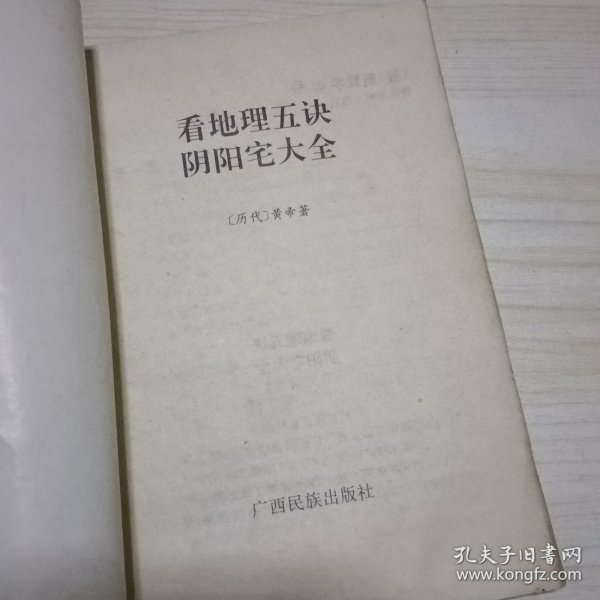 看地理五诀
阴阳宅大全
〔历代〕黄帝著
广西民族出版社
孔夫子旧书网
www.kongfz.com